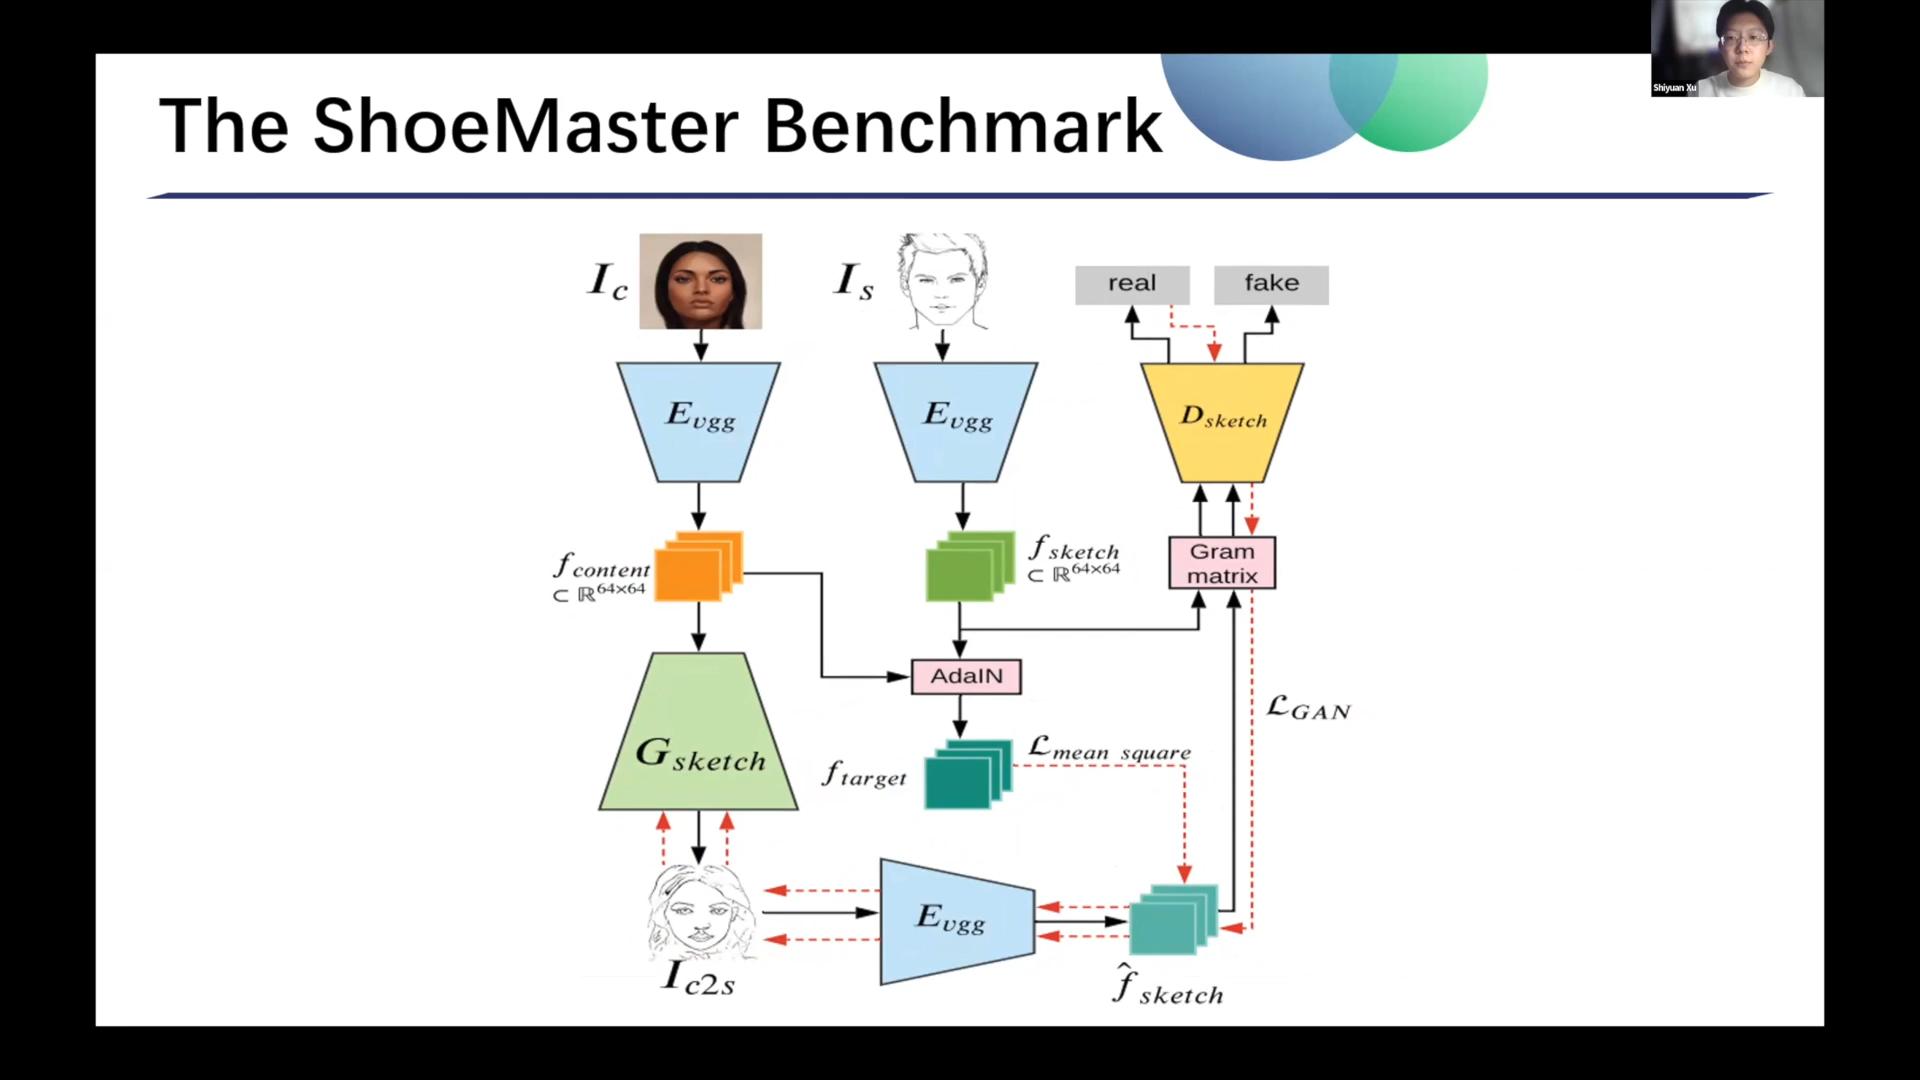 Shiyuan Xu
The ShoeMaster Benchmark
I_c
I_s
real
fake
E_vgg
E_vgg
D_sketch
f_content
⊂ ℝ^64×64
f_sketch
⊂ ℝ^64×64
Gram
matrix
AdaIN
G_sketch
ℒ_GAN
ℒ_mean square
f_target
E_vgg
I_c2s
f̂_sketch